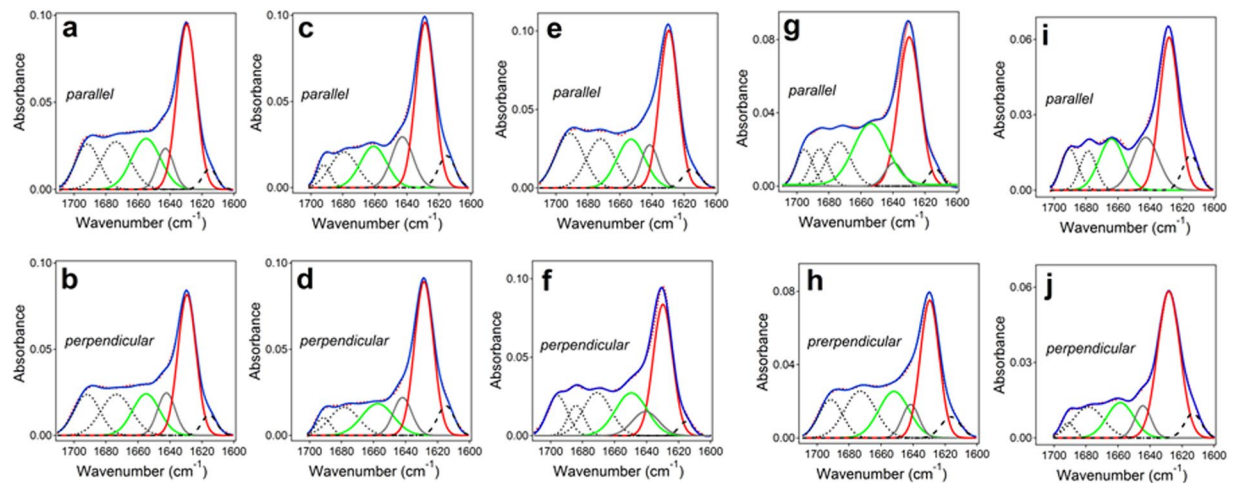 a
parallel
Absorbance
0.10
0.05
0.00
1700 1680 1660 1640 1620 1600
Wavenumber (cm⁻¹)
c
parallel
Absorbance
0.10
0.05
0.00
1700 1680 1660 1640 1620 1600
Wavenumber (cm⁻¹)
e
parallel
Absorbance
0.10
0.05
0.00
1700 1680 1660 1640 1620 1600
Wavenumber (cm⁻¹)
g
parallel
Absorbance
0.08
0.04
0.00
1700 1680 1660 1640 1620 1600
Wavenumber (cm⁻¹)
i
parallel
Absorbance
0.06
0.03
0.00
1700 1680 1660 1640 1620 1600
Wavenumber (cm⁻¹)
b
perpendicular
Absorbance
0.10
0.05
0.00
1700 1680 1660 1640 1620 1600
Wavenumber (cm⁻¹)
d
perpendicular
Absorbance
0.10
0.05
0.00
1700 1680 1660 1640 1620 1600
Wavenumber (cm⁻¹)
f
perpendicular
Absorbance
0.10
0.05
0.00
1700 1680 1660 1640 1620 1600
Wavenumber (cm⁻¹)
h
prerpendicular
Absorbance
0.08
0.04
0.00
1700 1680 1660 1640 1620 1600
Wavenumber (cm⁻¹)
j
perpendicular
Absorbance
0.06
0.03
0.00
1700 1680 1660 1640 1620 1600
Wavenumber (cm⁻¹)